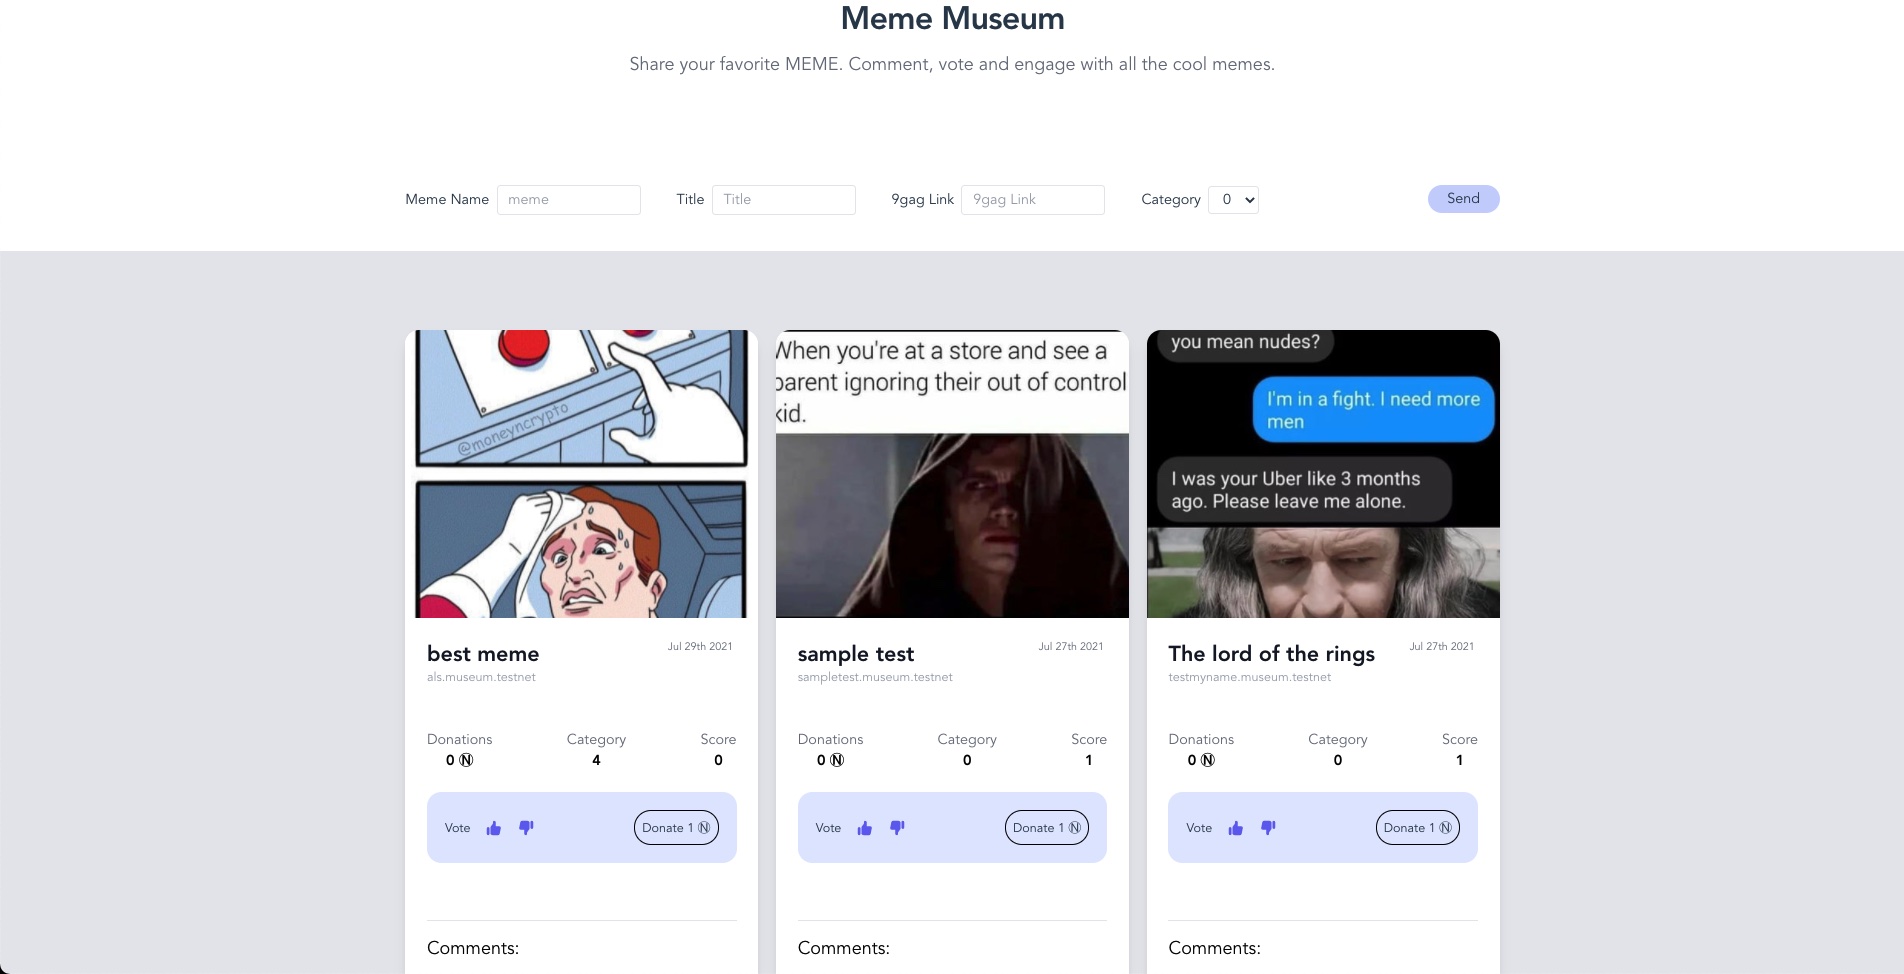 Meme Museum
Share your favorite MEME. Comment, vote and engage with all the cool memes.
Meme Name meme Title Title 9gag Link 9gag Link Category 0 Send
@moneyncrypto
When you're at a store and see a
parent ignoring their out of control
kid.
you mean nudes?
I'm in a fight. I need more
men
I was your Uber like 3 months
ago. Please leave me alone.
best meme Jul 29th 2021
als.museum.testnet
Donations Category Score
0 Ⓝ 4 0
Vote Donate 1 Ⓝ
Comments:
sample test Jul 27th 2021
sampletest.museum.testnet
Donations Category Score
0 Ⓝ 0 1
Vote Donate 1 Ⓝ
Comments:
The lord of the rings Jul 27th 2021
testmyname.museum.testnet
Donations Category Score
0 Ⓝ 0 1
Vote Donate 1 Ⓝ
Comments: